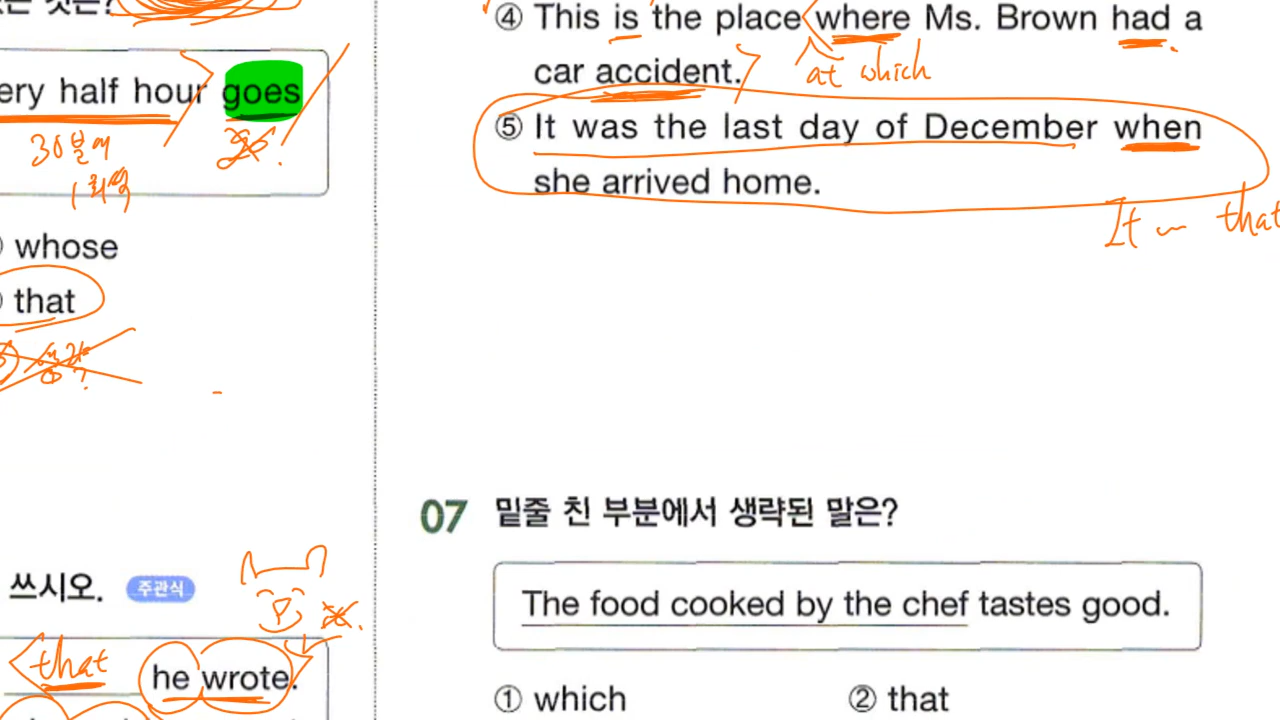 것은?
ery half hour goes
30분에
1회씩
whose
that
쓰시오. 주관식
that he wrote.
④ This is the place where Ms. Brown had a
at which
car accident.
⑤ It was the last day of December when
she arrived home.
It ~ that
07 밑줄 친 부분에서 생략된 말은?
The food cooked by the chef tastes good.
① which ② that